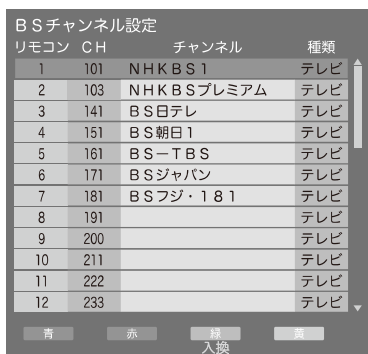 BSチャンネル設定
リモコン CH チャンネル 種類
1 101 NHKBS1 テレビ
2 103 NHKBSプレミアム テレビ
3 141 BS日テレ テレビ
4 151 BS朝日1 テレビ
5 161 BS－TBS テレビ
6 171 BSジャパン テレビ
7 181 BSフジ・181 テレビ
8 191 テレビ
9 200 テレビ
10 211 テレビ
11 222 テレビ
12 233 テレビ
青 赤 緑 黄
入換